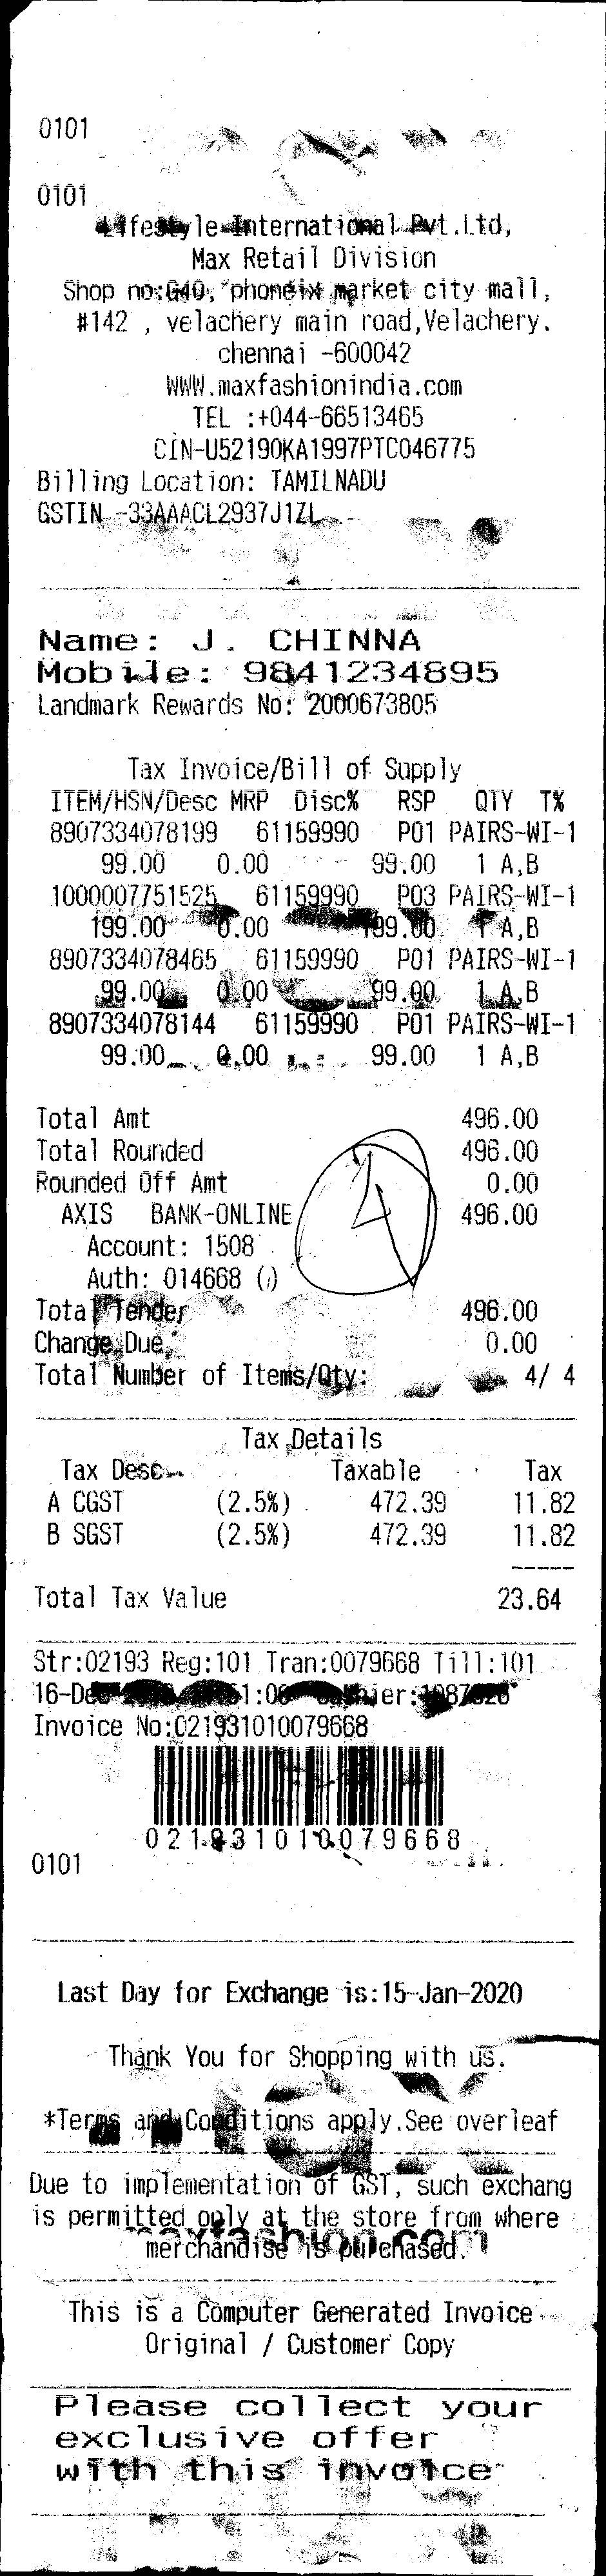 0101
0101
Lifestyle International Pvt.Ltd,
Max Retail Division
Shop no:G40, "phoneix market city mall,
#142 , velachery main road,Velachery.
chennai -600042
WWW.maxfashionindia.com
TEL :+044-66513465
CIN-U52190KA1997PTC046775
Billing Location: TAMILNADU
GSTIN -33AAACL2937J1ZL
Name: J. CHINNA
Mobile: 9841234895
Landmark Rewards No: 2000673805
Tax Invoice/Bill of Supply
ITEM/HSN/Desc MRP Disc% RSP QTY T%
8907334078199 61159990 P01 PAIRS-WI-1
99.00 0.00 99.00 1 A,B
1000007751525 61159990 P03 PAIRS-WI-1
199.00 0.00 199.00 1 A,B
8907334078465 61159990 P01 PAIRS-WI-1
99.00 0.00 99.00 1 A,B
8907334078144 61159990 P01 PAIRS-WI-1
99.00 0.00 99.00 1 A,B
Total Amt 496.00
Total Rounded 496.00
Rounded Off Amt 0.00
AXIS BANK-ONLINE 496.00
Account: 1508
Auth: 014668 ()
Total Tender 496.00
Change Due 0.00
Total Number of Items/Qty: 4/ 4
Tax Details
Tax Desc Taxable Tax
A CGST (2.5%) 472.39 11.82
B SGST (2.5%) 472.39 11.82
Total Tax Value 23.64
Str:02193 Reg:101 Tran:0079668 Till:101
Invoice No:021931010079668
021931010079668
0101
Last Day for Exchange is:15-Jan-2020
Thank You for Shopping with us.
*Terms and Conditions apply.See overleaf
Due to implementation of GST, such exchang
is permitted only at the store from where
maxfashion.com
merchandise is purchased.
This is a Computer Generated Invoice
Original / Customer Copy
Please collect your
exclusive offer
with this invoice